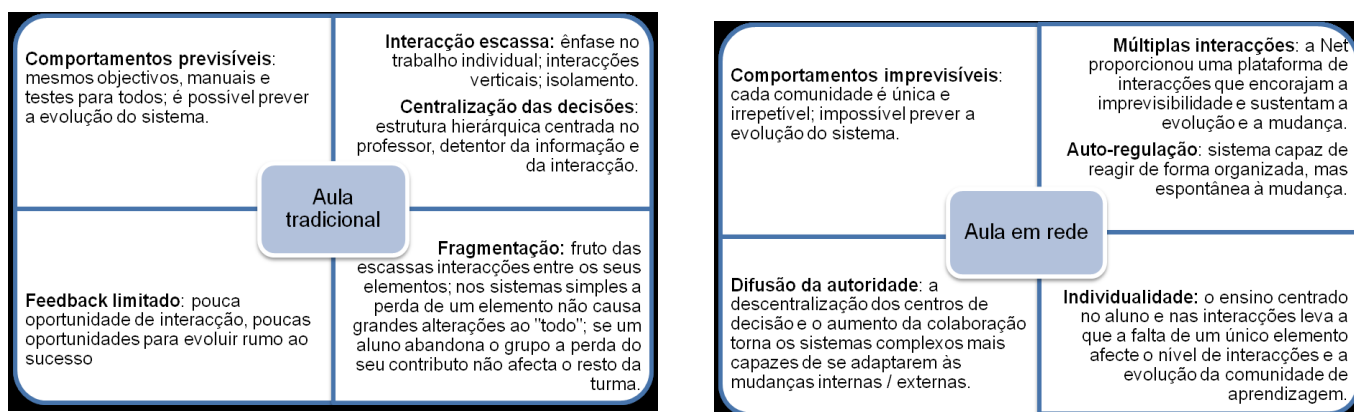 Comportamentos previsíveis:
mesmos objectivos, manuais e
testes para todos; é possível prever
a evolução do sistema.
Interacção escassa: ênfase no
trabalho individual; interacções
verticais; isolamento.
Centralização das decisões:
estrutura hierárquica centrada no
professor, detentor da informação e
da interacção.
Aula
tradicional
Feedback limitado: pouca
oportunidade de interacção, poucas
oportunidades para evoluir rumo ao
sucesso
Fragmentação: fruto das
escassas interacções entre os seus
elementos; nos sistemas simples a
perda de um elemento não causa
grandes alterações ao "todo"; se um
aluno abandona o grupo a perda do
seu contributo não afecta o resto da
turma.
Comportamentos imprevisíveis:
cada comunidade é única e
irrepetível; impossível prever a
evolução do sistema.
Múltiplas interacções: a Net
proporcionou uma plataforma de
interacções que encorajam a
imprevisibilidade e sustentam a
evolução e a mudança.
Auto-regulação: sistema capaz de
reagir de forma organizada, mas
espontânea à mudança.
Aula em rede
Difusão da autoridade: a
descentralização dos centros de
decisão e o aumento da colaboração
torna os sistemas complexos mais
capazes de se adaptarem às
mudanças internas / externas.
Individualidade: o ensino centrado
no aluno e nas interacções leva a
que a falta de um único elemento
afecte o nível de interacções e a
evolução da comunidade de
aprendizagem.